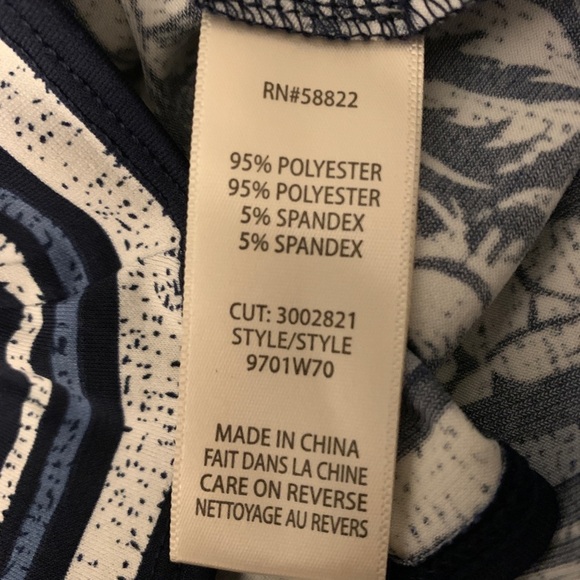 RN#58822
95% POLYESTER
95% POLYESTER
5% SPANDEX
5% SPANDEX
CUT: 3002821
STYLE/STYLE
9701W70
MADE IN CHINA
FAIT DANS LA CHINE
CARE ON REVERSE
NETTOYAGE AU REVERS